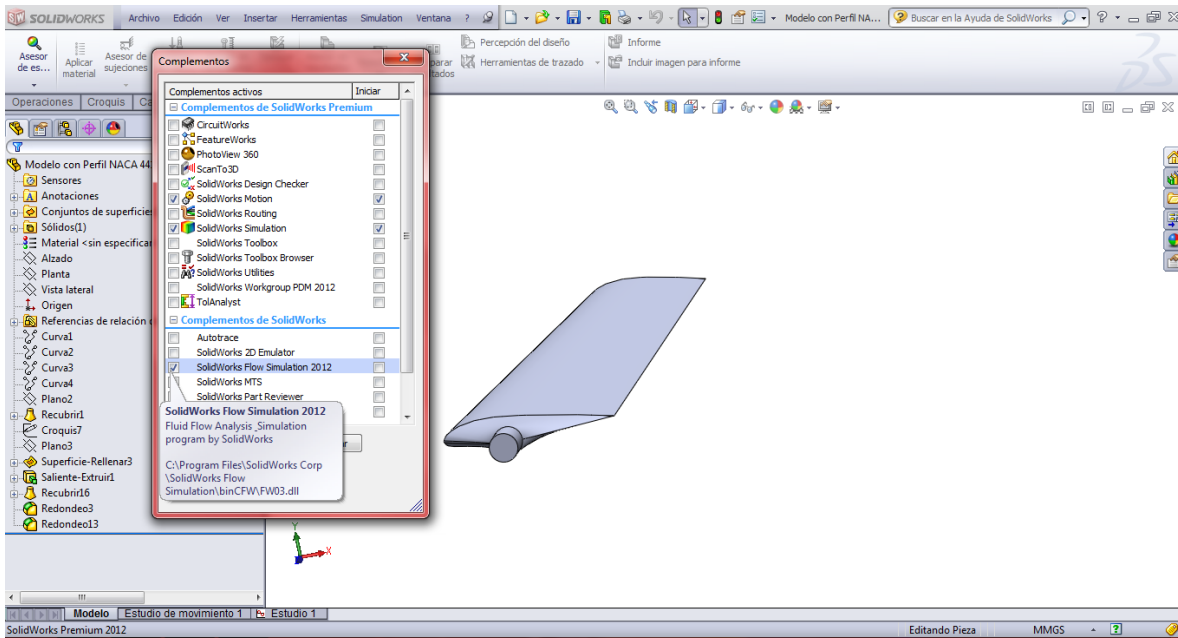 SOLIDWORKS Archivo Edición Ver Insertar Herramientas Simulation Ventana ? Modelo con Perfil NA... Buscar en la Ayuda de SolidWorks
Asesor de es...
Aplicar material
Asesor de sujeciones
Percepción del diseño
Herramientas de trazado
Informe
Incluir imagen para informe
Operaciones Croquis
Complementos
Complementos activos Iniciar
Complementos de SolidWorks Premium
CircuitWorks
FeatureWorks
PhotoView 360
ScanTo3D
SolidWorks Design Checker
SolidWorks Motion
SolidWorks Routing
SolidWorks Simulation
SolidWorks Toolbox
SolidWorks Toolbox Browser
SolidWorks Utilities
SolidWorks Workgroup PDM 2012
TolAnalyst
Complementos de SolidWorks
Autotrace
SolidWorks 2D Emulator
SolidWorks Flow Simulation 2012
SolidWorks MTS
SolidWorks Part Reviewer
SolidWorks Flow Simulation 2012
Fluid Flow Analysis _Simulation
program by SolidWorks
C:\Program Files\SolidWorks Corp
\SolidWorks Flow
Simulation\binCFW\FW03.dll
Modelo con Perfil NACA 44
Sensores
Anotaciones
Conjuntos de superficie
Sólidos(1)
Material <sin especificar
Alzado
Planta
Vista lateral
Origen
Referencias de relación
Curva1
Curva2
Curva3
Curva4
Plano2
Recubrir1
Croquis7
Plano3
Superficie-Rellenar3
Saliente-Extruir1
Recubrir16
Redondeo3
Redondeo13
Y
X
Modelo Estudio de movimiento 1 Estudio 1
SolidWorks Premium 2012 Editando Pieza MMGS